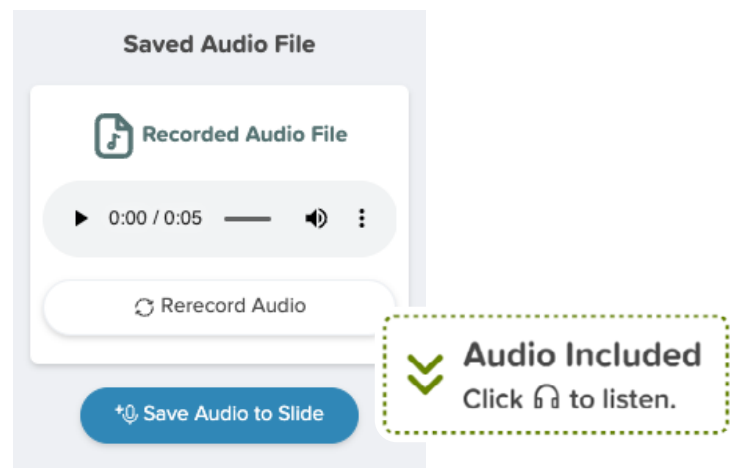 Saved Audio File
Recorded Audio File
0:00 / 0:05
Rerecord Audio
Save Audio to Slide
Audio Included
Click to listen.